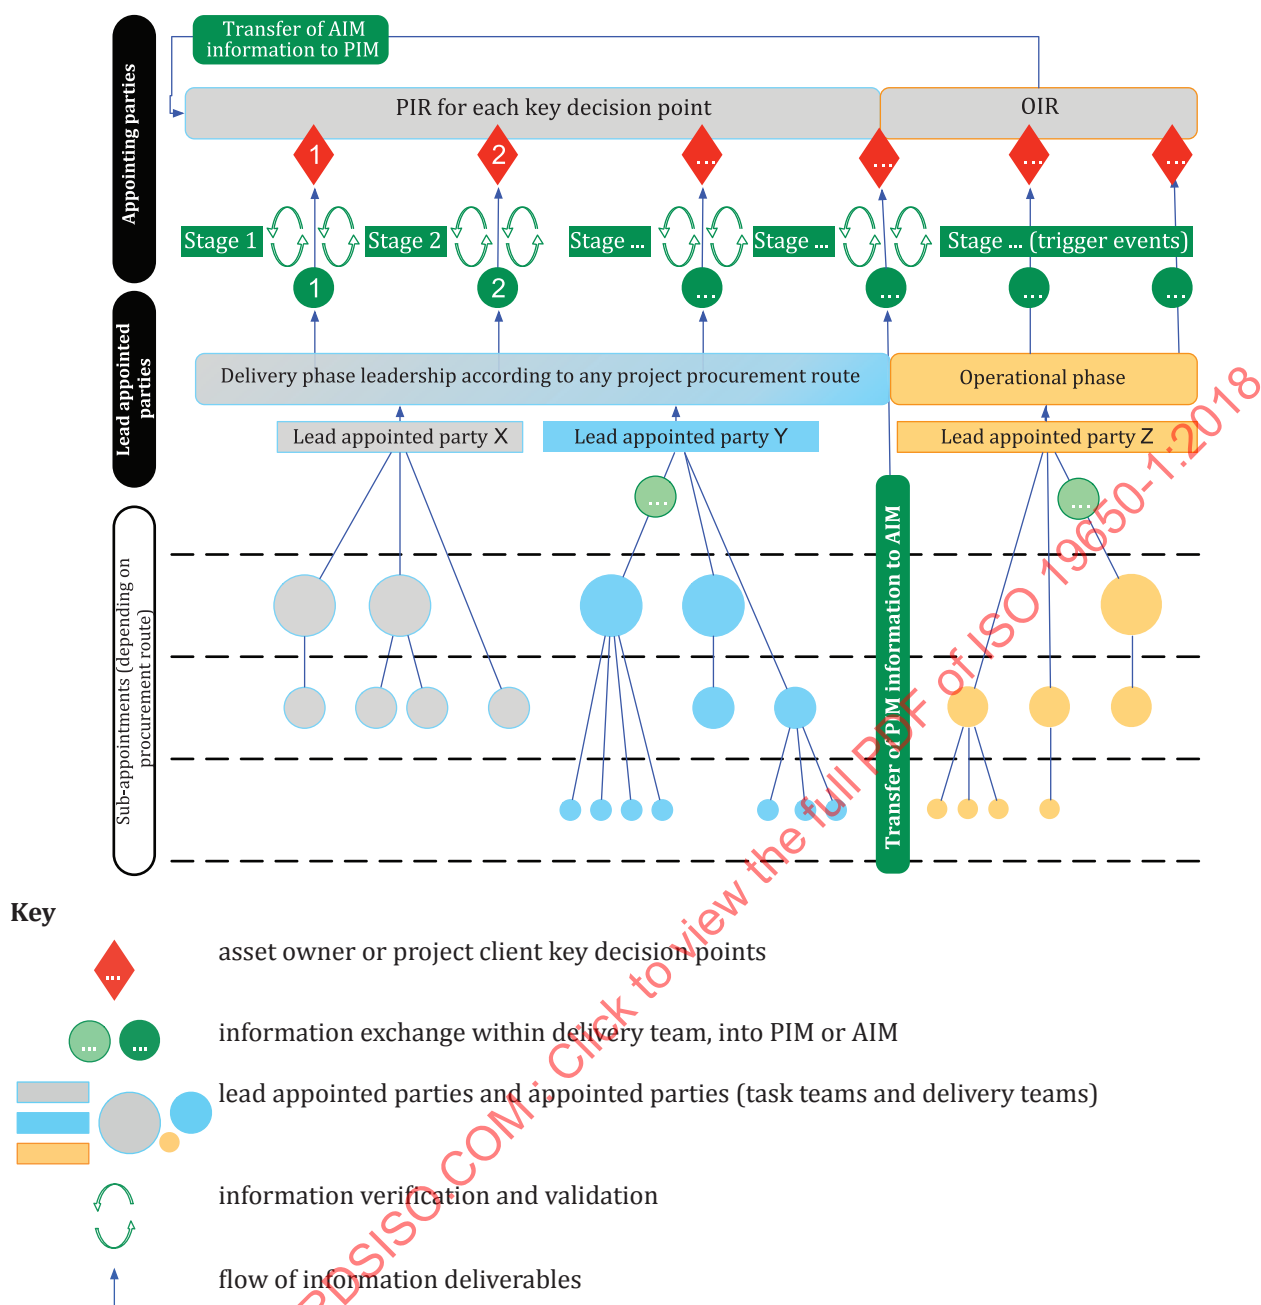 Transfer of AIM
information to PIM
Appointing parties
PIR for each key decision point
OIR
1
2
...
...
...
...
Stage 1
Stage 2
Stage ...
Stage ...
Stage ... (trigger events)
1
2
...
...
...
...
Lead appointed
parties
Delivery phase leadership according to any project procurement route
Operational phase
Lead appointed party X
Lead appointed party Y
Lead appointed party Z
...
...
Sub-appointments (depending on
procurement route)
Transfer of PIM information to AIM
Key
...
asset owner or project client key decision points
...
...
information exchange within delivery team, into PIM or AIM
lead appointed parties and appointed parties (task teams and delivery teams)
information verification and validation
flow of information deliverables
RDSISO.COM : Click to view the full PDF of ISO 19650-1:2018